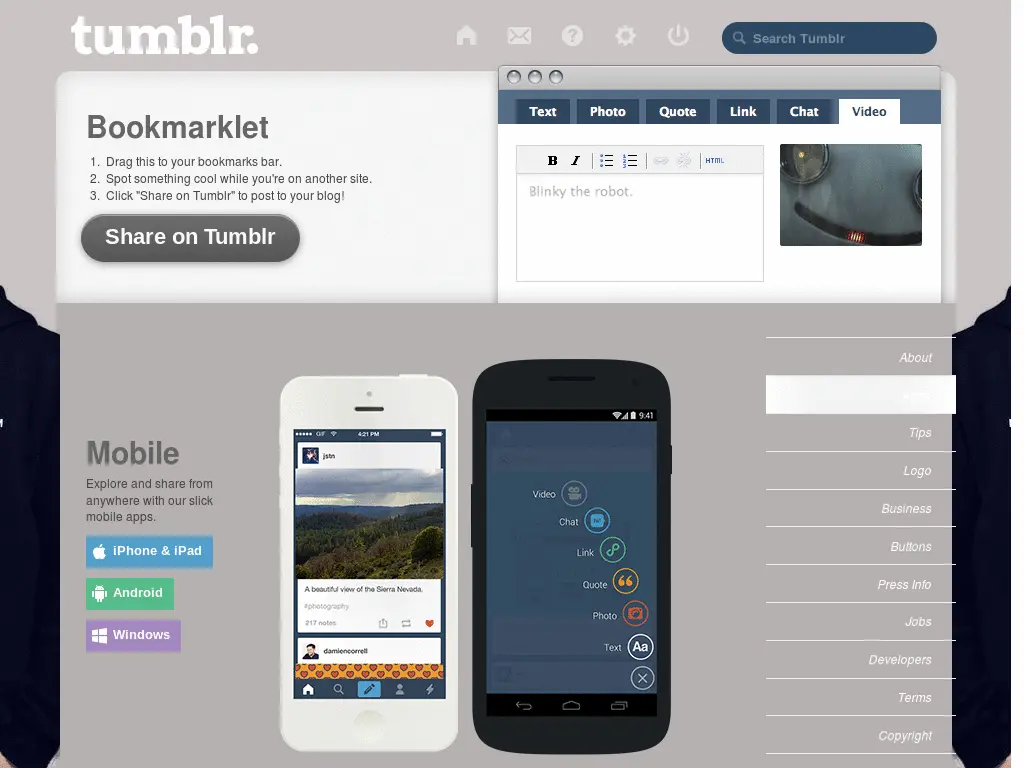 tumblr.
Search Tumblr
Bookmarklet
1. Drag this to your bookmarks bar.
2. Spot something cool while you're on another site.
3. Click "Share on Tumblr" to post to your blog!
Share on Tumblr
Text Photo Quote Link Chat Video
B I HTML
Blinky the robot.
Mobile
Explore and share from
anywhere with our slick
mobile apps.
iPhone & iPad
Android
Windows
GIF 4:21 PM
jstn
A beautiful view of the Sierra Nevada.
#photography
217 notes
damiencorrell
9:41
Video
Chat
Link
Quote
Photo
Text Aa
About
Tips
Logo
Business
Buttons
Press Info
Jobs
Developers
Terms
Copyright